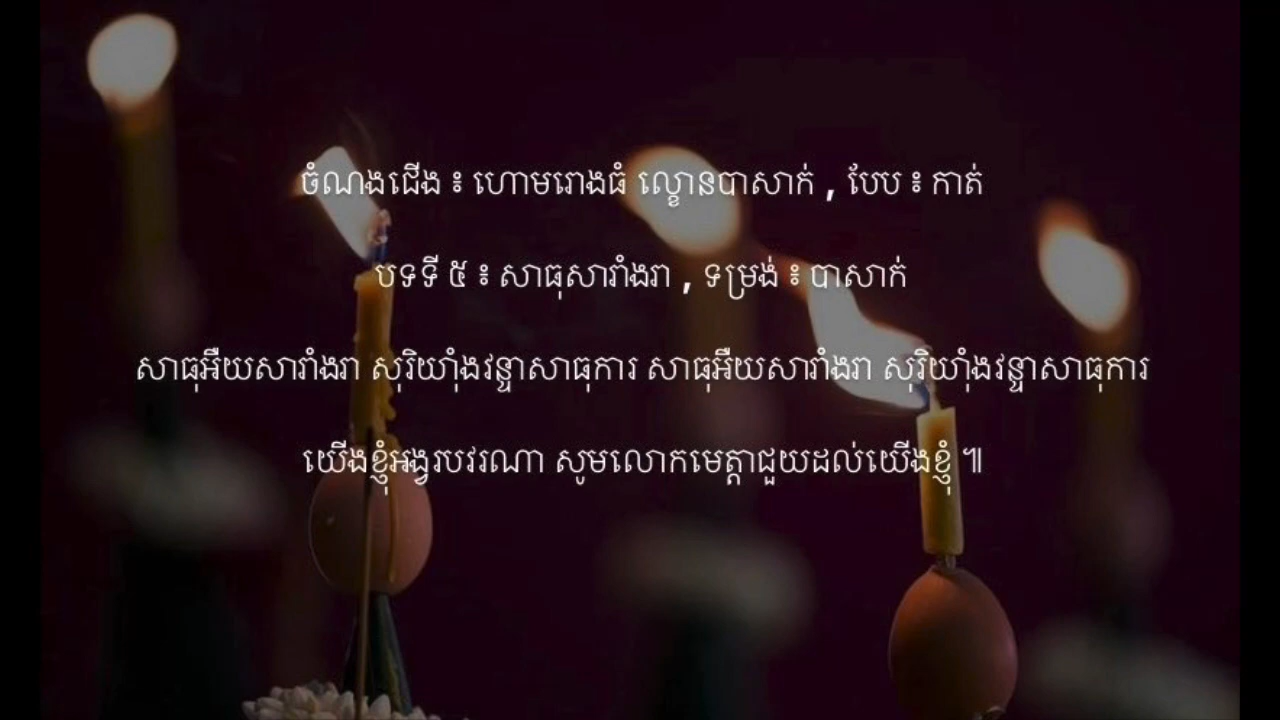 ចំណងជើង ៖ ហោមរោងធំ ល្ខោនបាសាក់ , បែប ៖ កាត់
បទទី ៥ ៖ សាធុសារាំងរា , ទម្រង់ ៖ បាសាក់
សាធុអឺយសារាំងរា សុរិយាុំងវន្ទាសាធុការ សាធុអឺយសារាំងរា សុរិយាុំងវន្ទាសាធុការ
យើងខ្ញុំអង្វរបវរណា សូមលោកមេត្តាជួយដល់យើងខ្ញុំ ៕